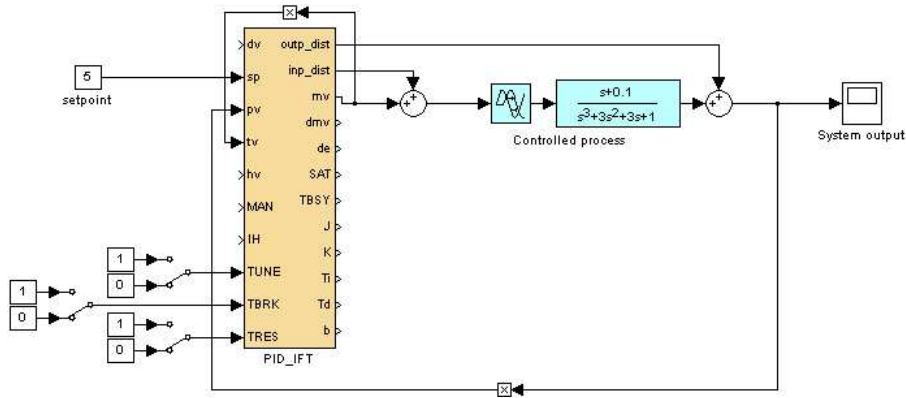 dv
sp
pv
tv
hv
MAN
IH
TUNE
TBRK
TRES
outp_dist
inp_dist
mv
dmv
de
SAT
TBSY
J
K
Ti
Td
b
PID_IFT
5
setpoint
1
0
1
0
1
0
++
s+0.1
s³+3s²+3s+1
Controlled process
++
System output